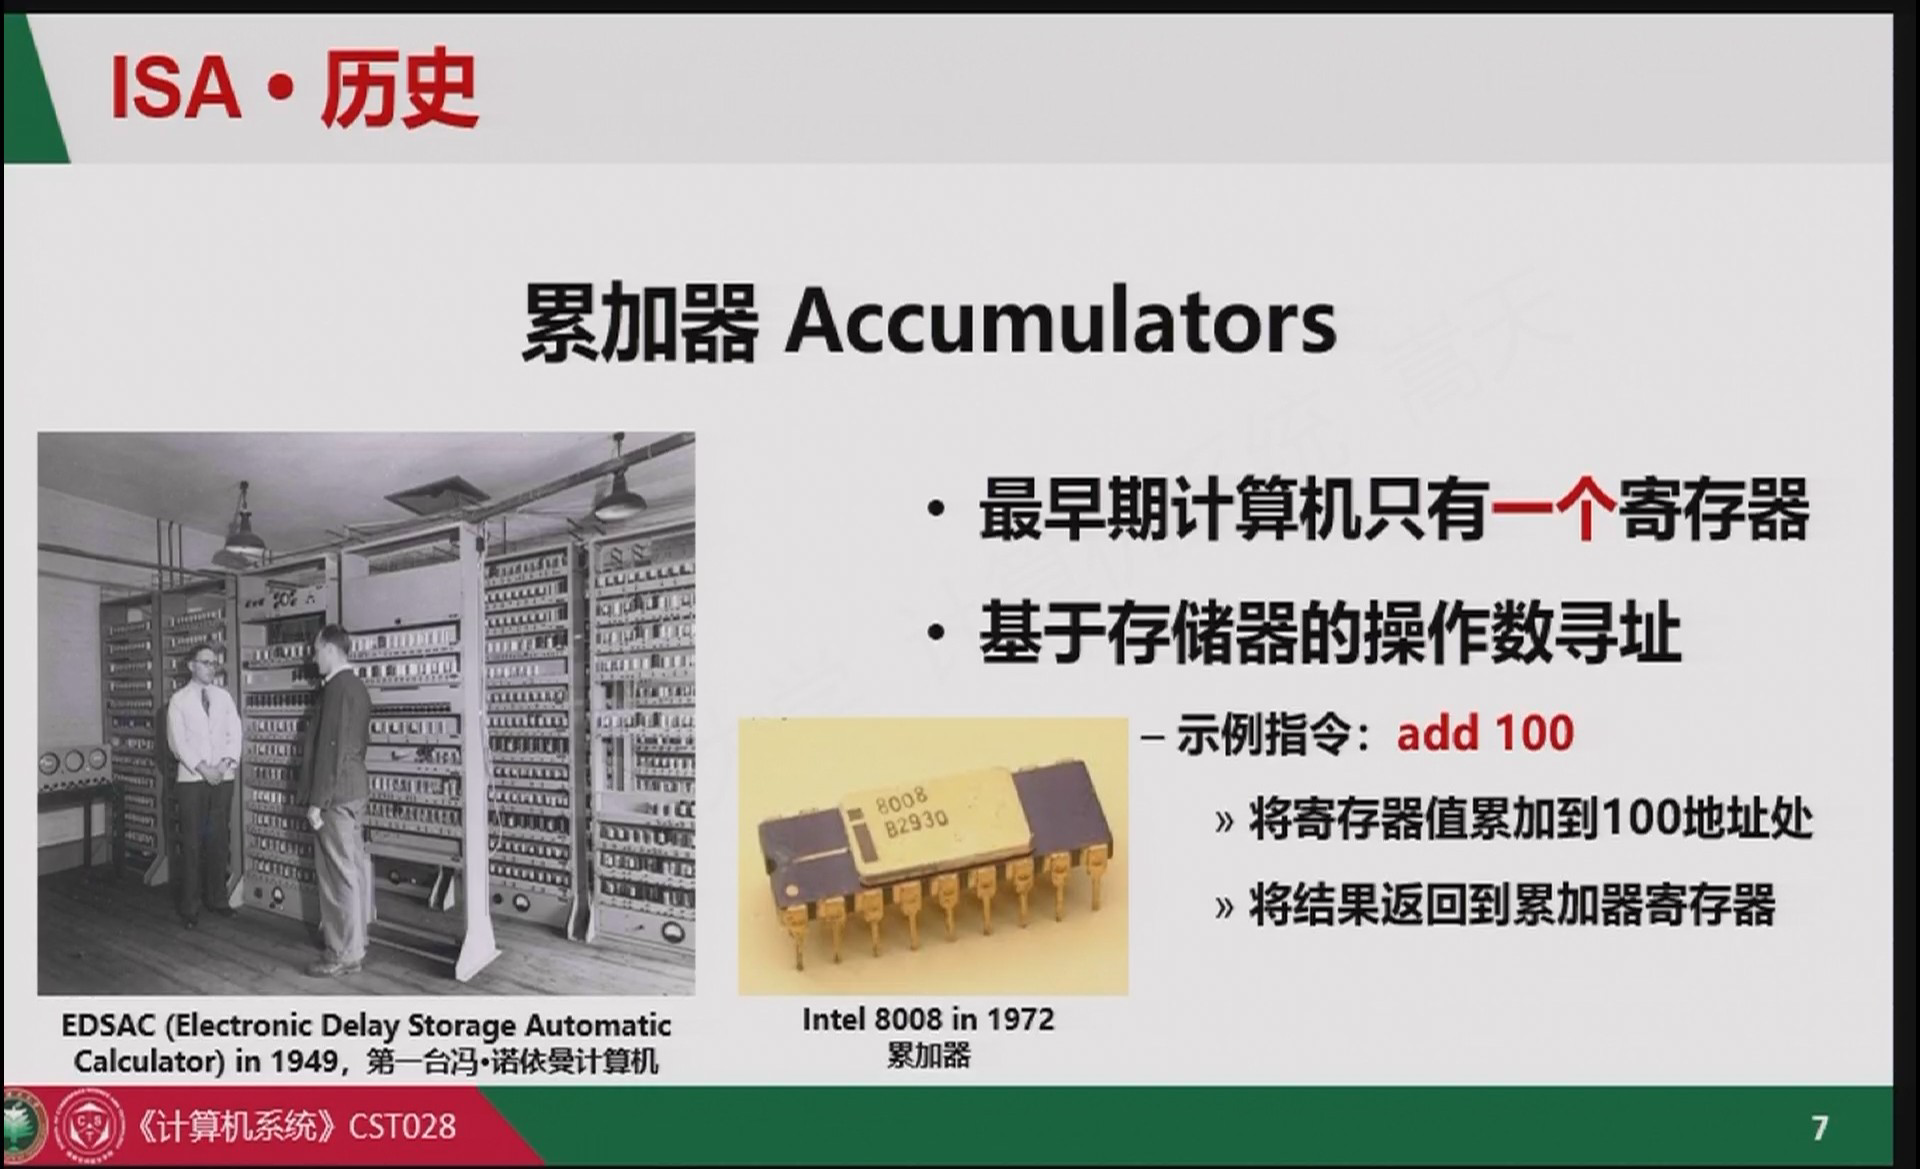 ISA • 历史
累加器 Accumulators
• 最早期计算机只有一个寄存器
• 基于存储器的操作数寻址
– 示例指令：add 100
» 将寄存器值累加到100地址处
» 将结果返回到累加器寄存器
8008
B2930
EDSAC (Electronic Delay Storage Automatic
Calculator) in 1949，第一台冯•诺依曼计算机
Intel 8008 in 1972
累加器
《计算机系统》CST028
7